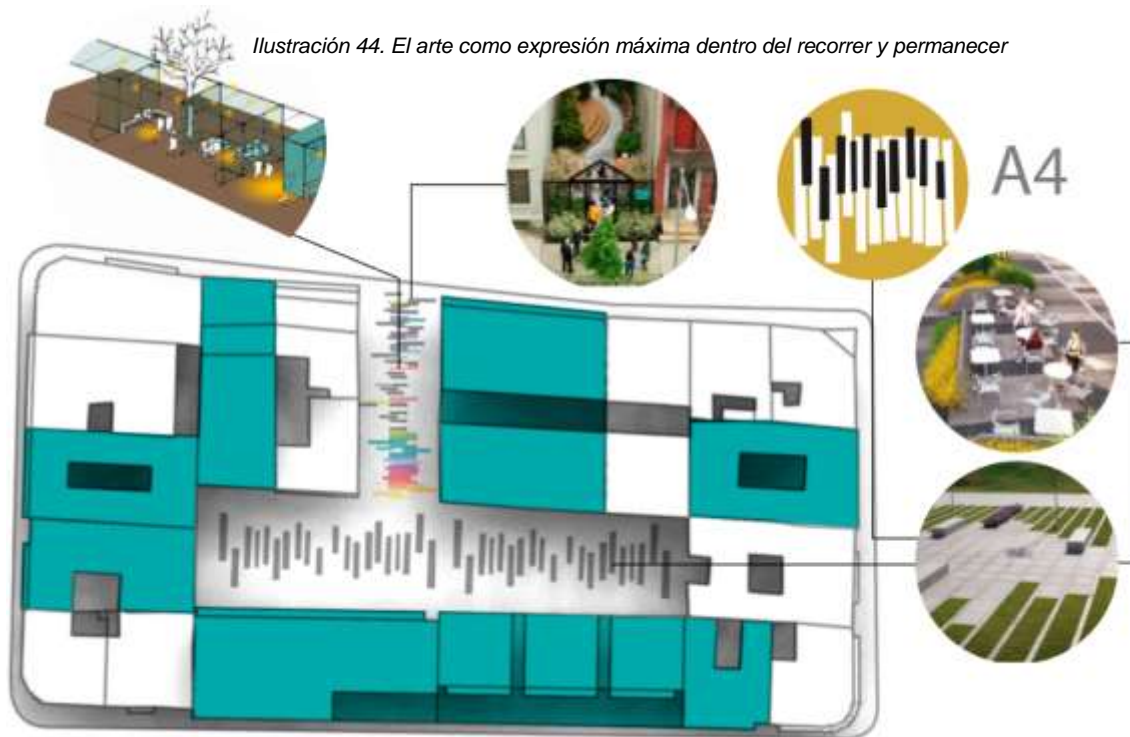 Ilustración 44. El arte como expresión máxima dentro del recorrer y permanecer
A4